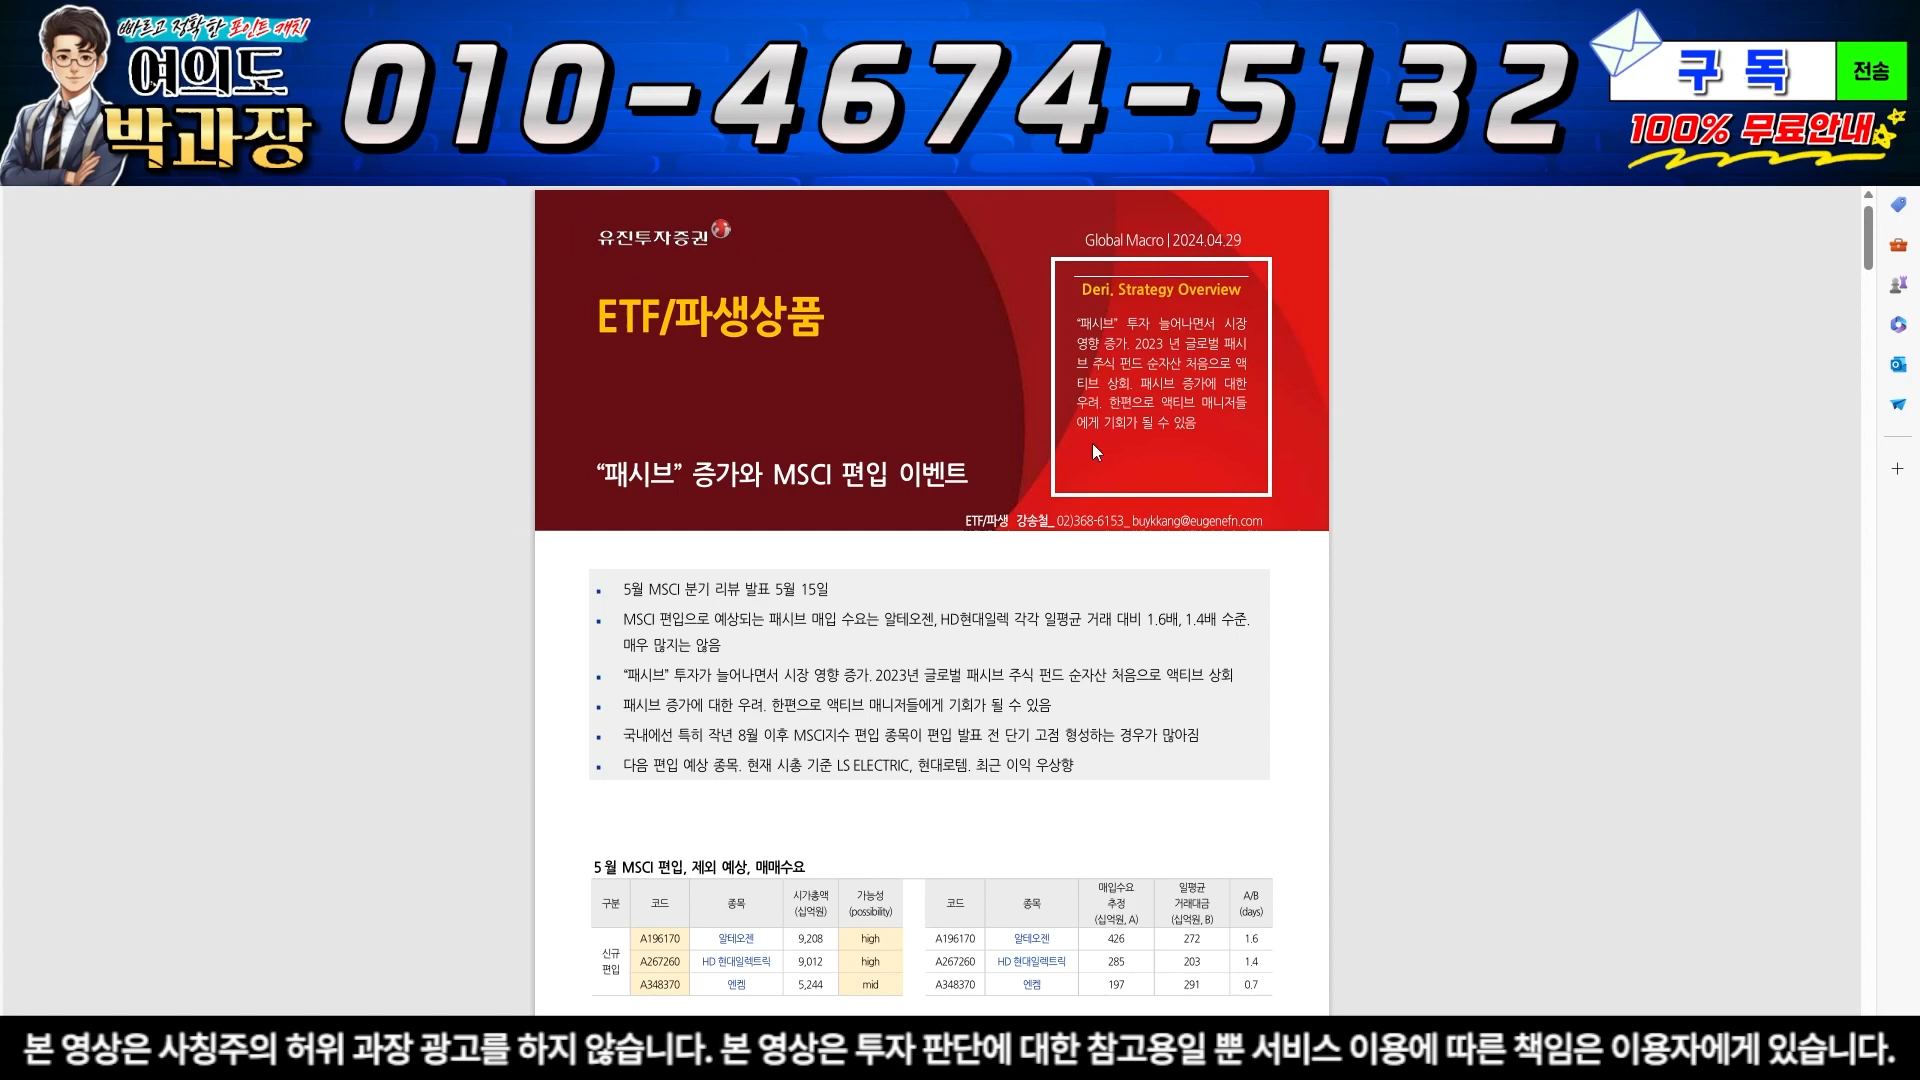 빠르고 정확한 포인트 캐치
여의도
박과장
010-4674-5132
구독
전송
100% 무료안내
유진투자증권
Global Macro | 2024.04.29
ETF/파생상품
Deri. Strategy Overview
“패시브” 투자 늘어나면서 시장
영향 증가. 2023 년 글로벌 패시
브 주식 펀드 순자산 처음으로 액
티브 상회. 패시브 증가에 대한
우려. 한편으로 액티브 매니저들
에게 기회가 될 수 있음
“패시브” 증가와 MSCI 편입 이벤트
ETF/파생 강송철_ 02)368-6153_ buykkang@eugenefn.com
5월 MSCI 분기 리뷰 발표 5월 15일
MSCI 편입으로 예상되는 패시브 매입 수요는 알테오젠, HD현대일렉 각각 일평균 거래 대비 1.6배, 1.4배 수준.
매우 많지는 않음
“패시브” 투자가 늘어나면서 시장 영향 증가. 2023년 글로벌 패시브 주식 펀드 순자산 처음으로 액티브 상회
패시브 증가에 대한 우려. 한편으로 액티브 매니저들에게 기회가 될 수 있음
국내에선 특히 작년 8월 이후 MSCI지수 편입 종목이 편입 발표 전 단기 고점 형성하는 경우가 많아짐
다음 편입 예상 종목. 현재 시총 기준 LS ELECTRIC, 현대로템. 최근 이익 우상향
5월 MSCI 편입, 제외 예상, 매매수요
구분 코드 종목 시가총액 (십억원) 가능성 (possibility) 코드 종목 매입수요 추정 (십억원, A) 일평균 거래대금 (십억원, B) A/B (days)
신규 편입
A196170 알테오젠 9,208 high A196170 알테오젠 426 272 1.6
A267260 HD 현대일렉트릭 9,012 high A267260 HD 현대일렉트릭 285 203 1.4
A348370 엔켐 5,244 mid A348370 엔켐 197 291 0.7
본 영상은 사칭주의 허위 과장 광고를 하지 않습니다. 본 영상은 투자 판단에 대한 참고용일 뿐 서비스 이용에 따른 책임은 이용자에게 있습니다.